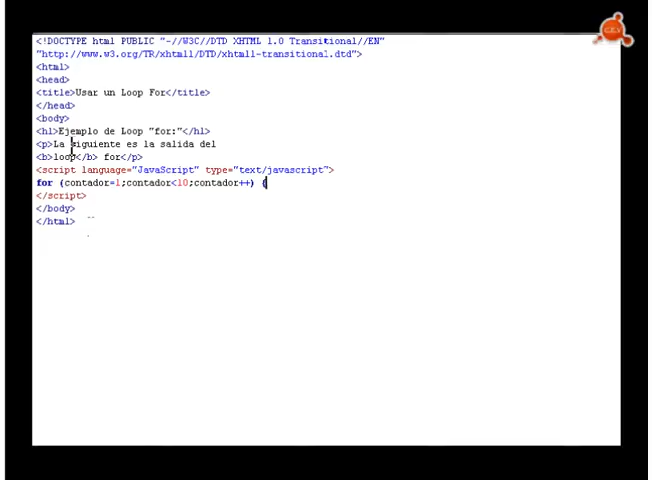 GEN
<!DOCTYPE html PUBLIC "-//W3C//DTD XHTML 1.0 Transitional//EN"
"http://www.w3.org/TR/xhtml1/DTD/xhtml1-transitional.dtd">
<html>
<head>
<title>Usar un Loop For</title>
</head>
<body>
<h1>Ejemplo de Loop "for:"</h1>
<p>La siguiente es la salida del
<b>loop</b> for</p>
<script language="JavaScript" type="text/javascript">
for (contador=1;contador<10;contador++) {
</script>
</body>
</html>